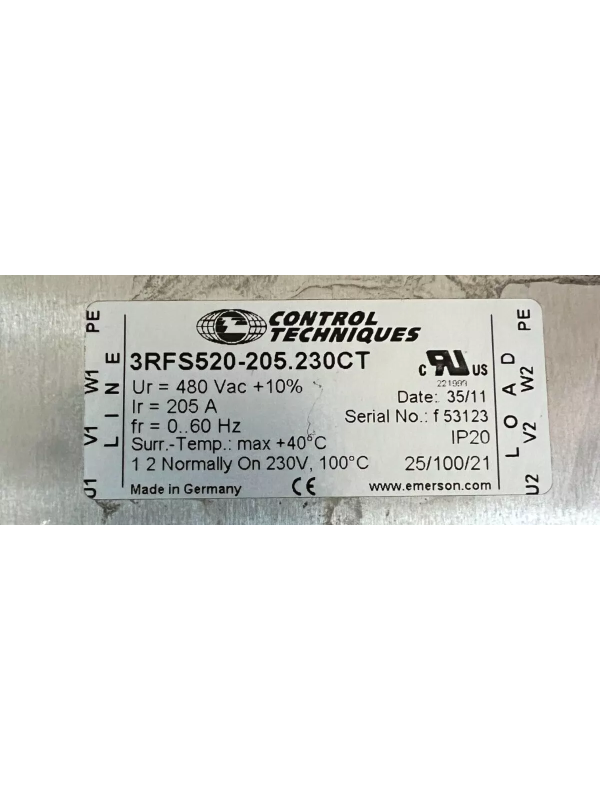 CONTROL
TECHNIQUES
3RFS520-205.230CT
Ur = 480 Vac +10%
Ir = 205 A
fr = 0..60 Hz
Surr.-Temp.: max +40°C
1 2 Normally On 230V, 100°C
Made in Germany
CE
c RU US
221999
Date: 35/11
Serial No.: f 53123
IP20
25/100/21
www.emerson.com
U1 V1 W1 PE
LINE
LOAD
U2 V2 W2 PE